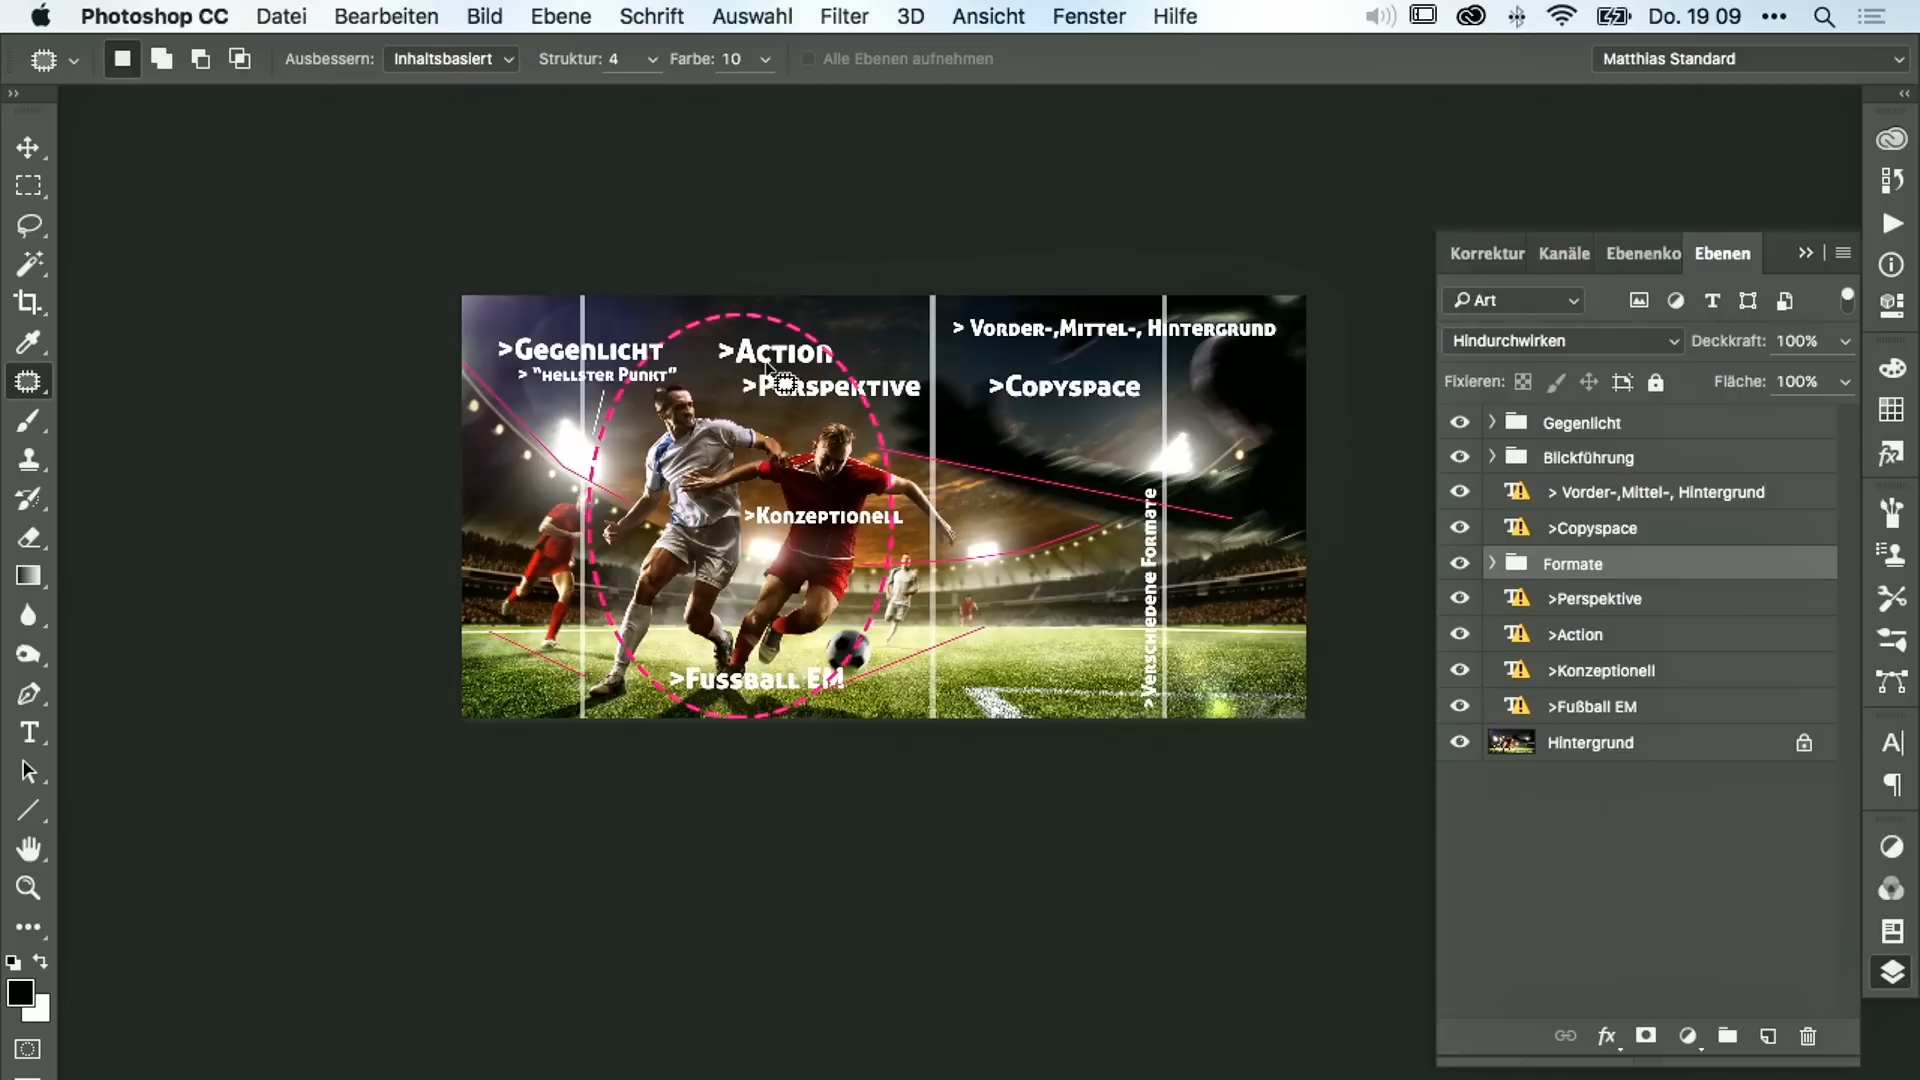 Photoshop CC Datei Bearbeiten Bild Ebene Schrift Auswahl Filter 3D Ansicht Fenster Hilfe Do. 19 09
Ausbessern: Inhaltsbasiert Struktur: 4 Farbe: 10 Alle Ebenen aufnehmen Matthias Standard
Korrektur Kanäle Ebenenko Ebenen
Art
Hindurchwirken Deckkraft: 100%
Fixieren: Fläche: 100%
Gegenlicht
Blickführung
> Vorder-,Mittel-, Hintergrund
>Copyspace
Formate
>Perspektive
>Action
>Konzeptionell
>Fußball EM
Hintergrund
>Gegenlicht
> "hellster Punkt"
>Action
>Perspektive
> Vorder-,Mittel-, Hintergrund
>Copyspace
>Konzeptionell
>Verschiedene Formate
>Fussball EM